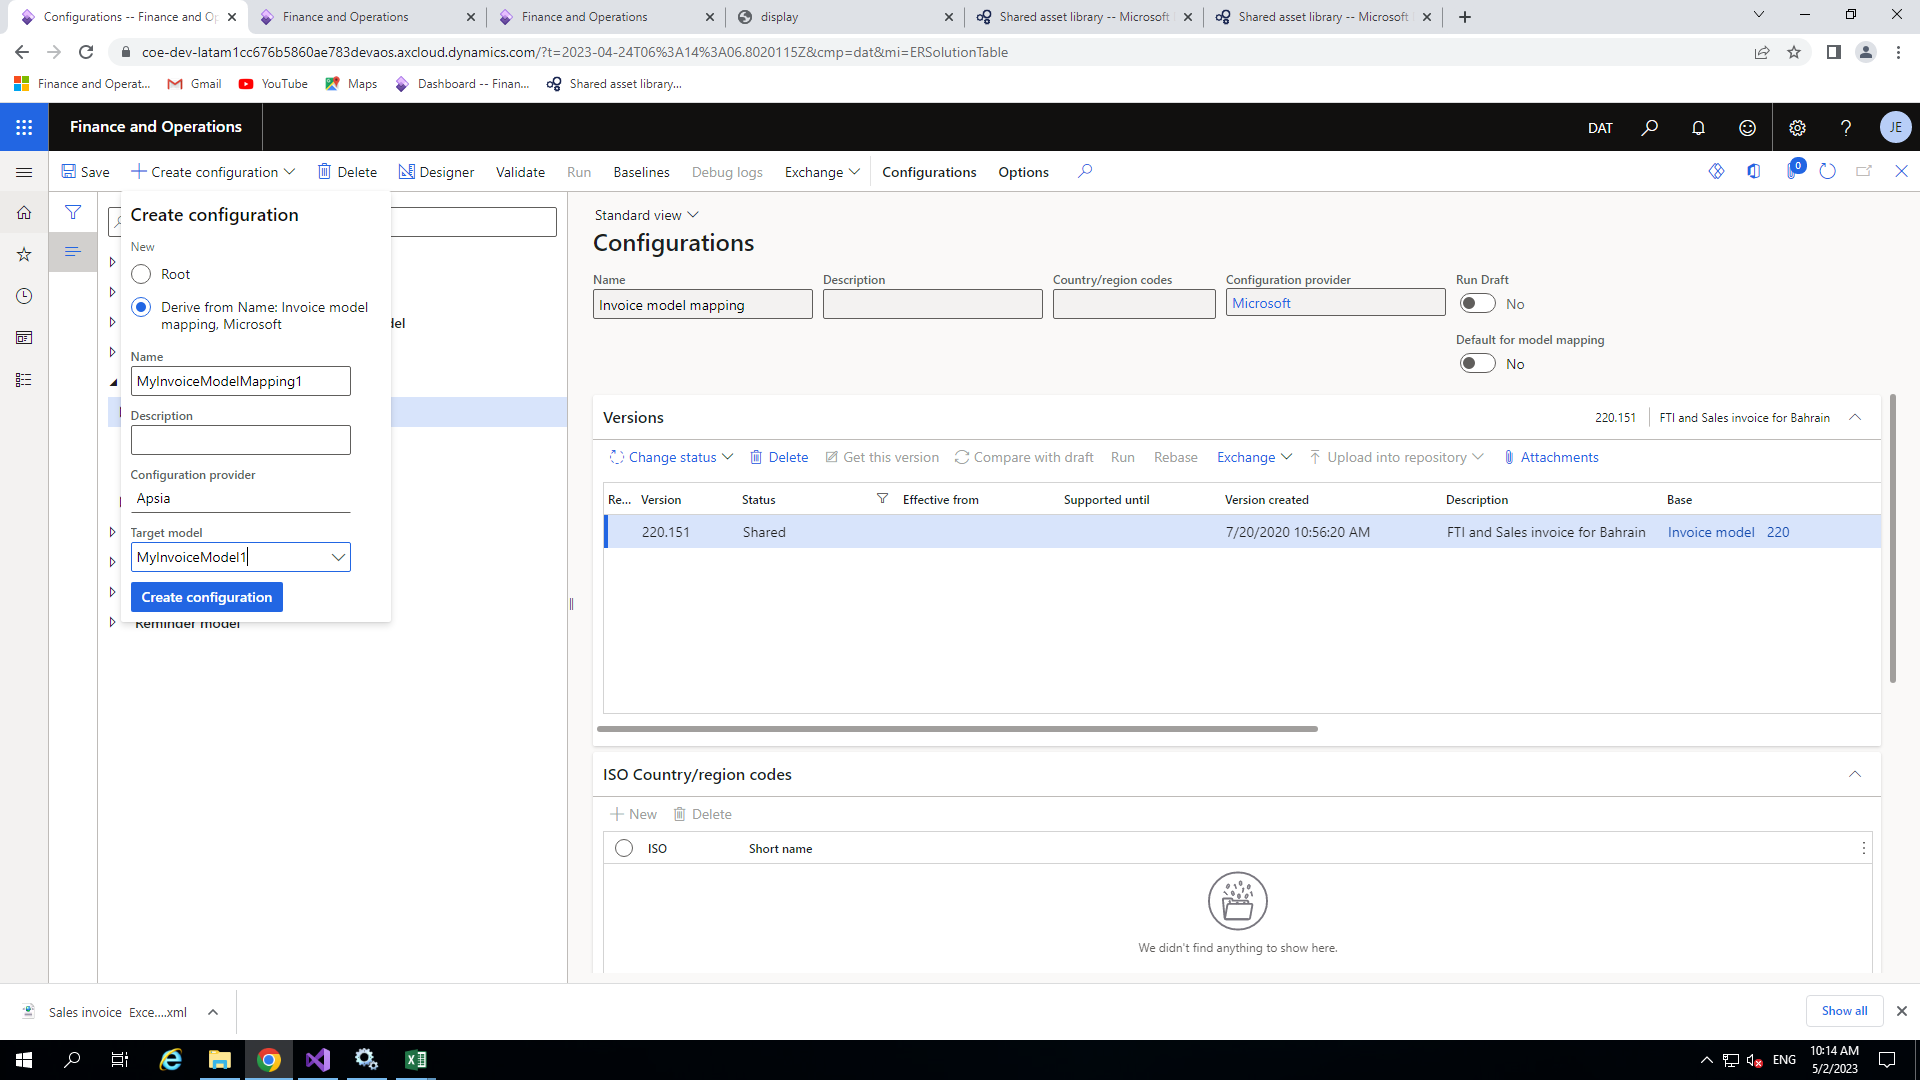 Configurations -- Finance and Op
Finance and Operations
Finance and Operations
display
Shared asset library -- Microsoft
Shared asset library -- Microsoft
coe-dev-latam1cc676b5860ae783devaos.axcloud.dynamics.com/?t=2023-04-24T06%3A14%3A06.8020115Z&cmp=dat&mi=ERSolutionTable
Finance and Operat...
Gmail
YouTube
Maps
Dashboard -- Finan...
Shared asset library...
Finance and Operations
DAT
JE
Save
Create configuration
Delete
Designer
Validate
Run
Baselines
Debug logs
Exchange
Configurations
Options
0
Create configuration
New
Root
Derive from Name: Invoice model
mapping, Microsoft
del
Name
MyInvoiceModelMapping1
Description
Configuration provider
Apsia
Target model
MyInvoiceModel1
Create configuration
Reminder model
Standard view
Configurations
Name
Description
Country/region codes
Configuration provider
Run Draft
Invoice model mapping
Microsoft
No
Default for model mapping
No
Versions
220.151
FTI and Sales invoice for Bahrain
Change status
Delete
Get this version
Compare with draft
Run
Rebase
Exchange
Upload into repository
Attachments
Re...
Version
Status
Effective from
Supported until
Version created
Description
Base
220.151
Shared
7/20/2020 10:56:20 AM
FTI and Sales invoice for Bahrain
Invoice model
220
ISO Country/region codes
New
Delete
ISO
Short name
We didn't find anything to show here.
Sales invoice Exce....xml
Show all
ENG
10:14 AM
5/2/2023